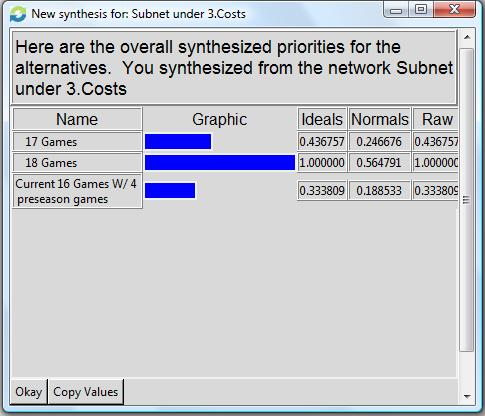 New synthesis for: Subnet under 3.Costs
Here are the overall synthesized priorities for the
alternatives. You synthesized from the network Subnet
under 3.Costs
Name Graphic Ideals Normals Raw
17 Games 0.436757 0.246676 0.436757
18 Games 1.000000 0.564791 1.000000
Current 16 Games W/ 4
preseason games 0.333809 0.188533 0.333809
Okay Copy Values